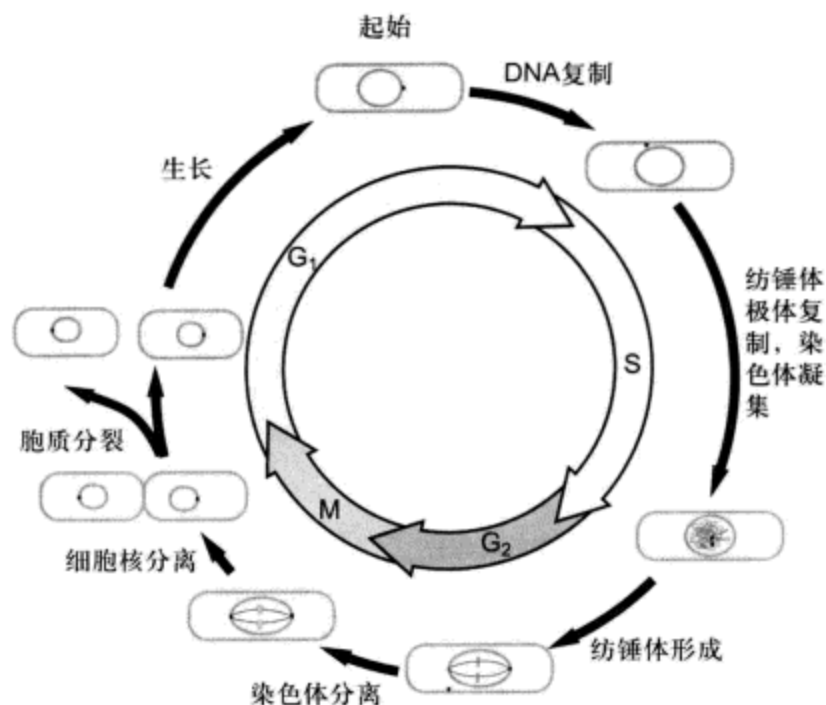 起始
DNA复制
生长
G₁
纺锤体
极体复
制，染
色体凝
集
S
胞质分裂
M
G₂
细胞核分离
纺锤体形成
染色体分离